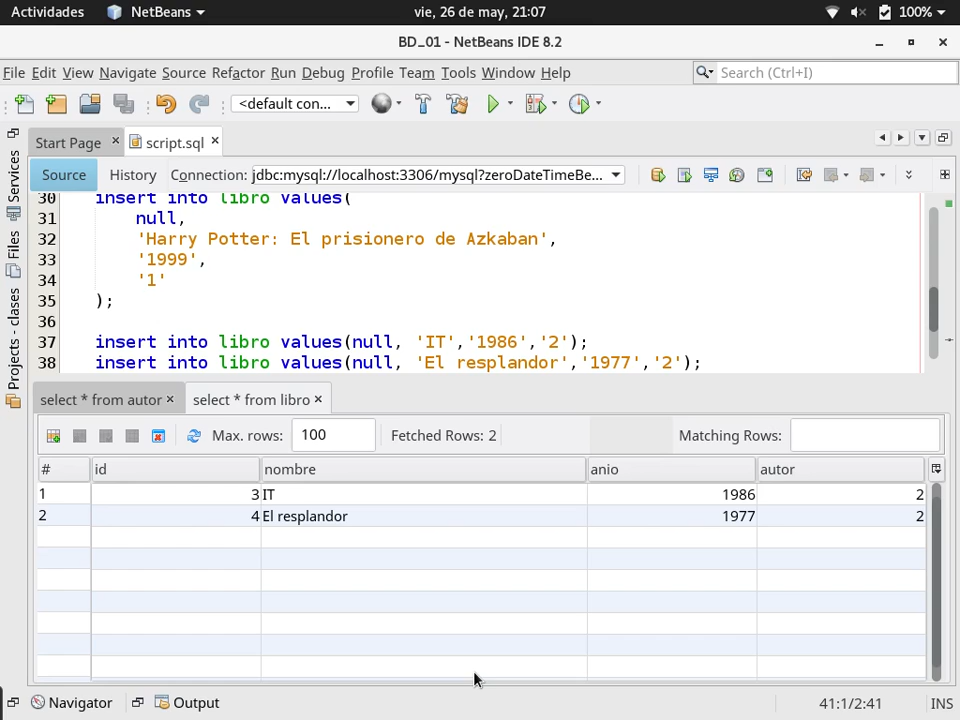 Actividades NetBeans vie, 26 de may, 21:07 100%
BD_01 - NetBeans IDE 8.2
File Edit View Navigate Source Refactor Run Debug Profile Team Tools Window Help Search (Ctrl+I)
<default con...
Start Page script.sql
Source History Connection: jdbc:mysql://localhost:3306/mysql?zeroDateTimeBe...
Services
Files
Projects - clases
30 insert into libro values(
31 null,
32 'Harry Potter: El prisionero de Azkaban',
33 '1999',
34 '1'
35 );
36
37 insert into libro values(null, 'IT','1986','2');
38 insert into libro values(null, 'El resplandor','1977','2');
select * from autor select * from libro
Max. rows: 100 Fetched Rows: 2 Matching Rows:
# id nombre anio autor
1 3 IT 1986 2
2 4 El resplandor 1977 2
Navigator Output 41:1/2:41 INS